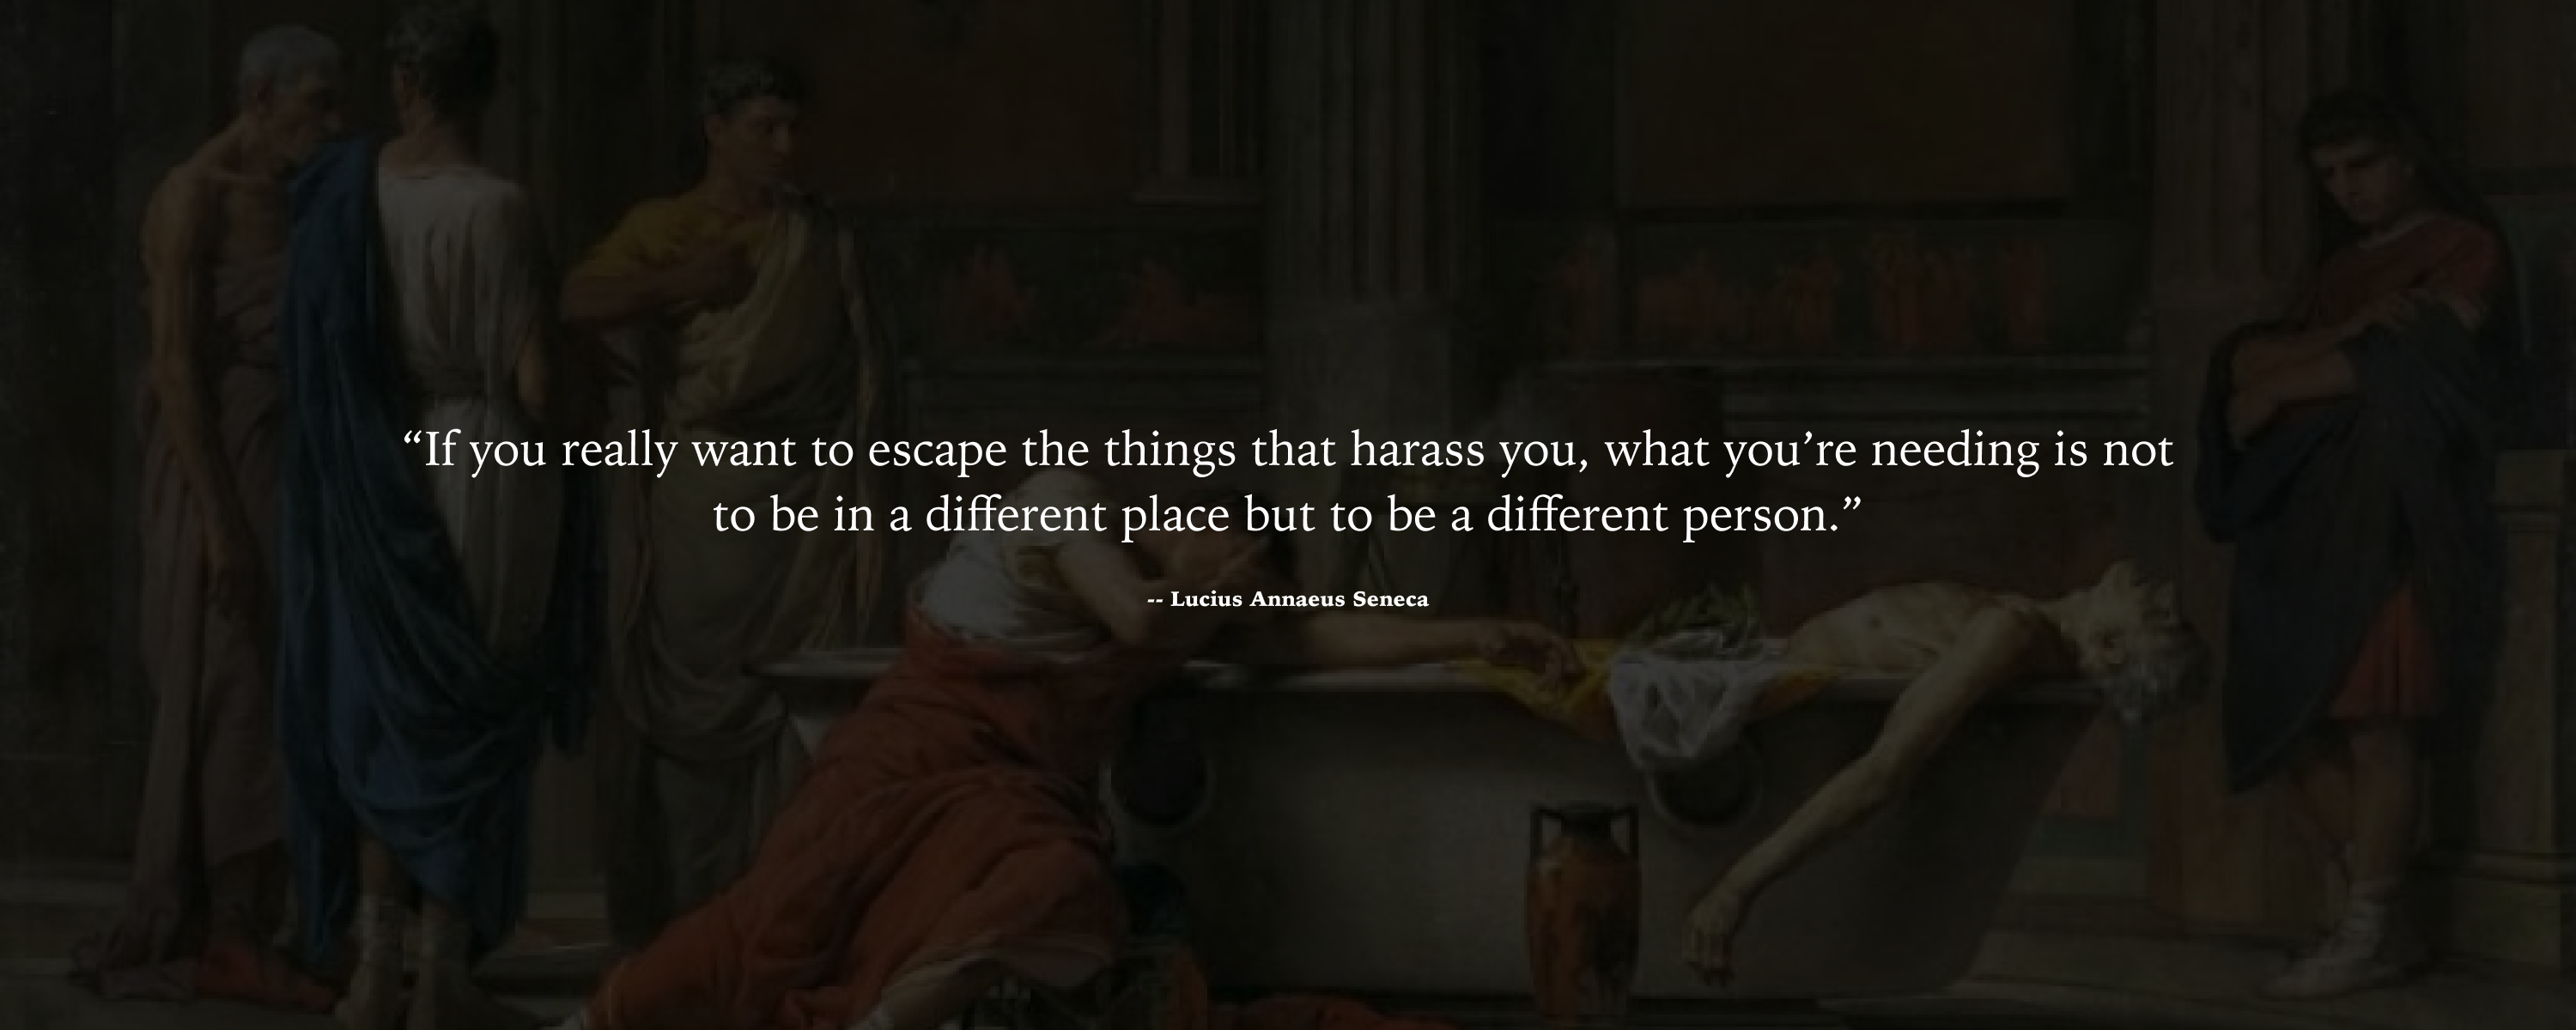 “If you really want to escape the things that harass you, what you’re needing is not
to be in a different place but to be a different person.”
-- Lucius Annaeus Seneca